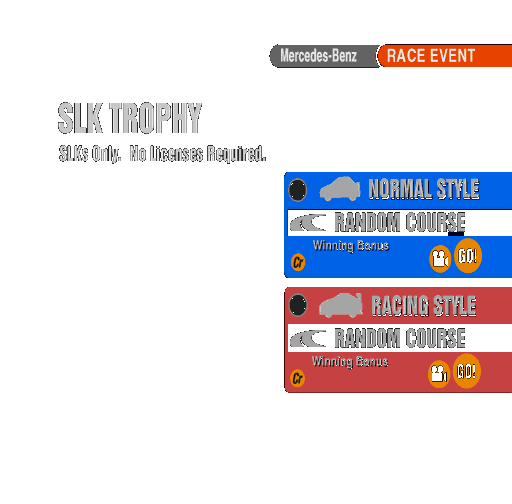 Mercedes-Benz RACE EVENT
SLK TROPHY
SLKs Only. No Licenses Required.
NORMAL STYLE
RANDOM COURSE
Winning Bonus
Cr GO!
RACING STYLE
RANDOM COURSE
Winning Bonus
Cr GO!